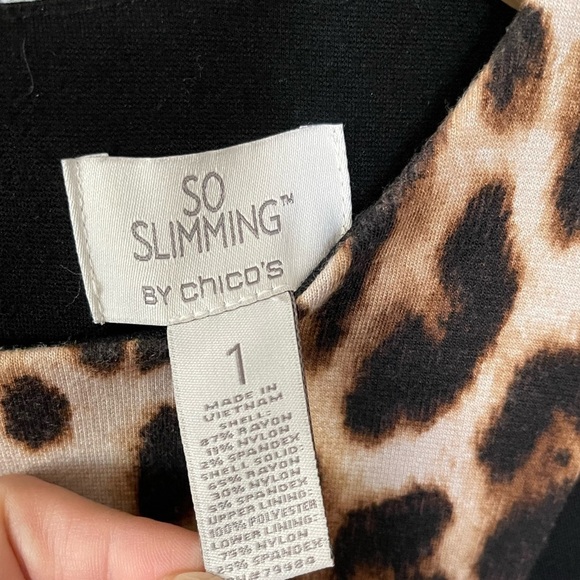 SO
SLIMMING™
BY chico's
1
MADE IN
VIETNAM
SHELL:
87% RAYON
11% NYLON
2% SPANDEX
SHELL SOLID:
65% RAYON
30% NYLON
5% SPANDEX
UPPER LINING:
100% POLYESTER
LOWER LINING:
75% NYLON
25% SPANDEX
79984